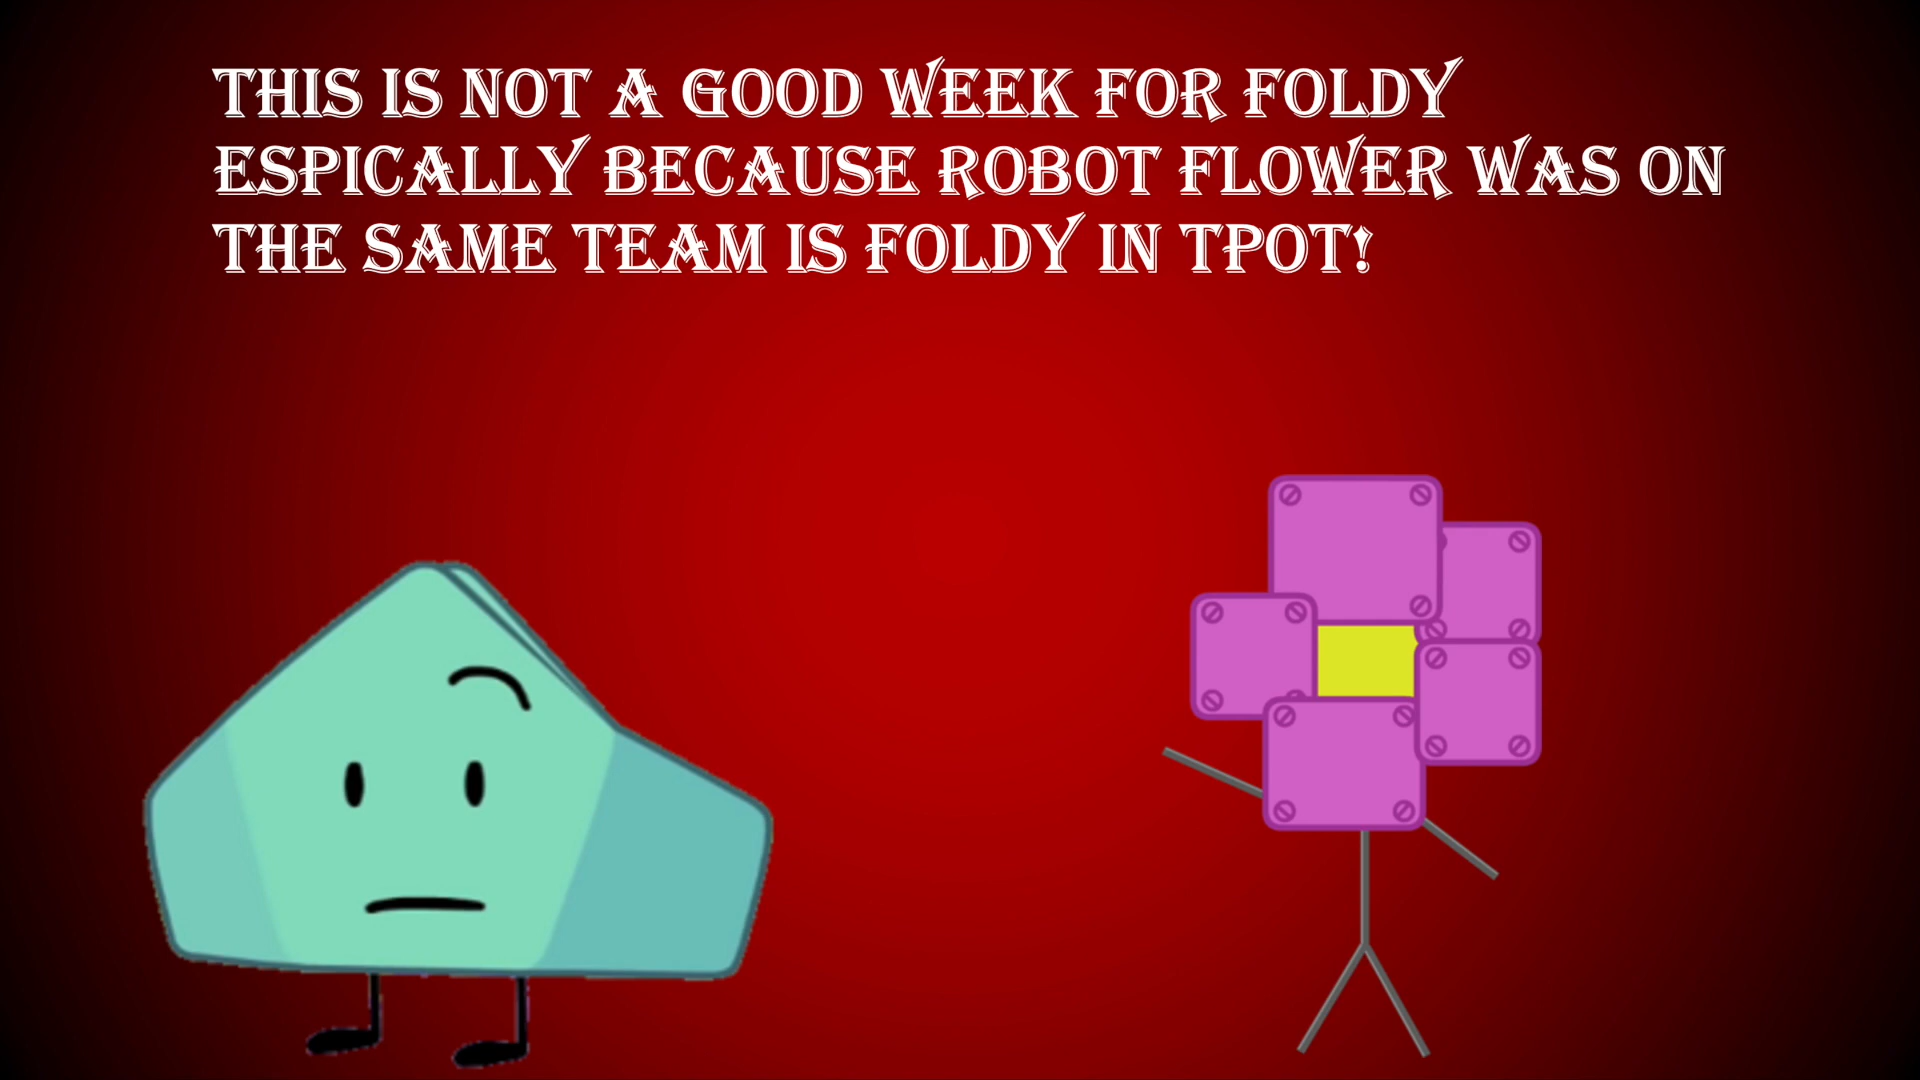 THIS IS NOT A GOOD WEEK FOR FOLDY
ESPICALLY BECAUSE ROBOT FLOWER WAS ON
THE SAME TEAM IS FOLDY IN TPOT!